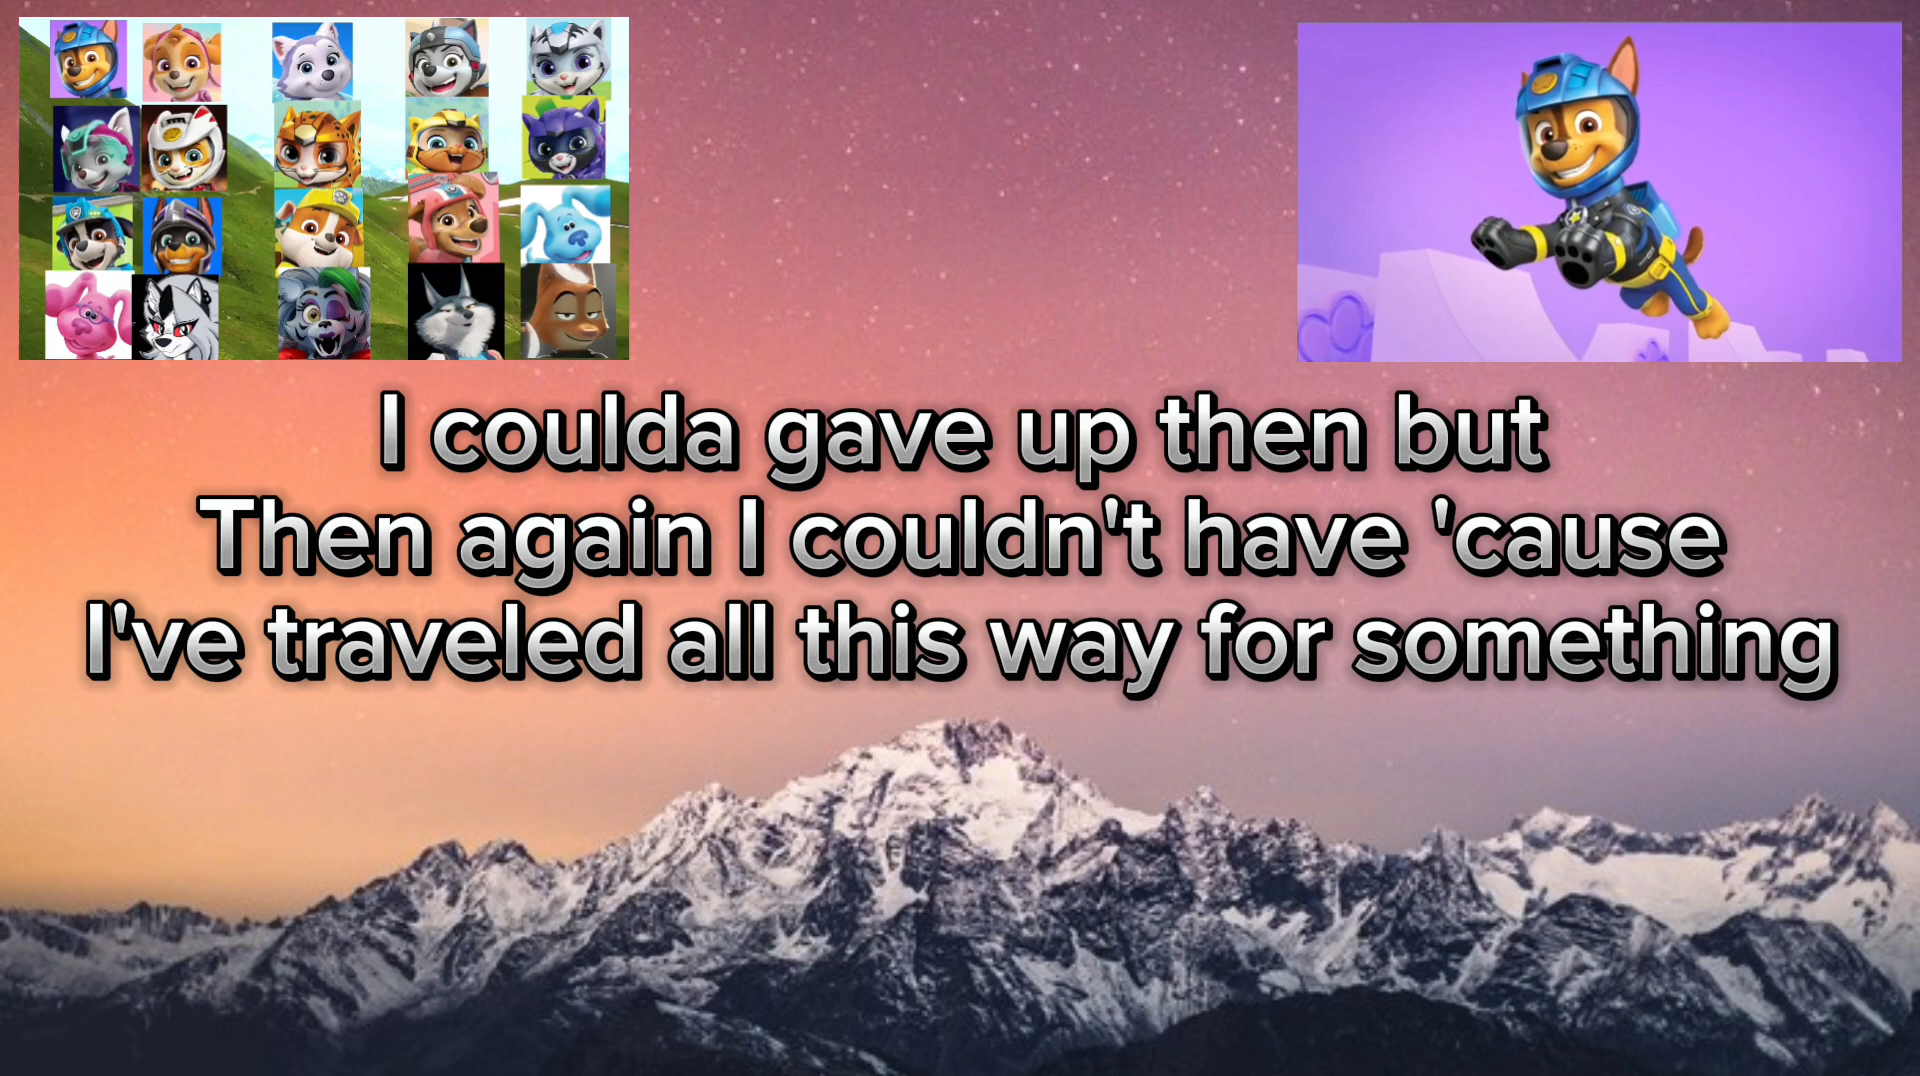 I coulda gave up then but
Then again I couldn't have 'cause
I've traveled all this way for something